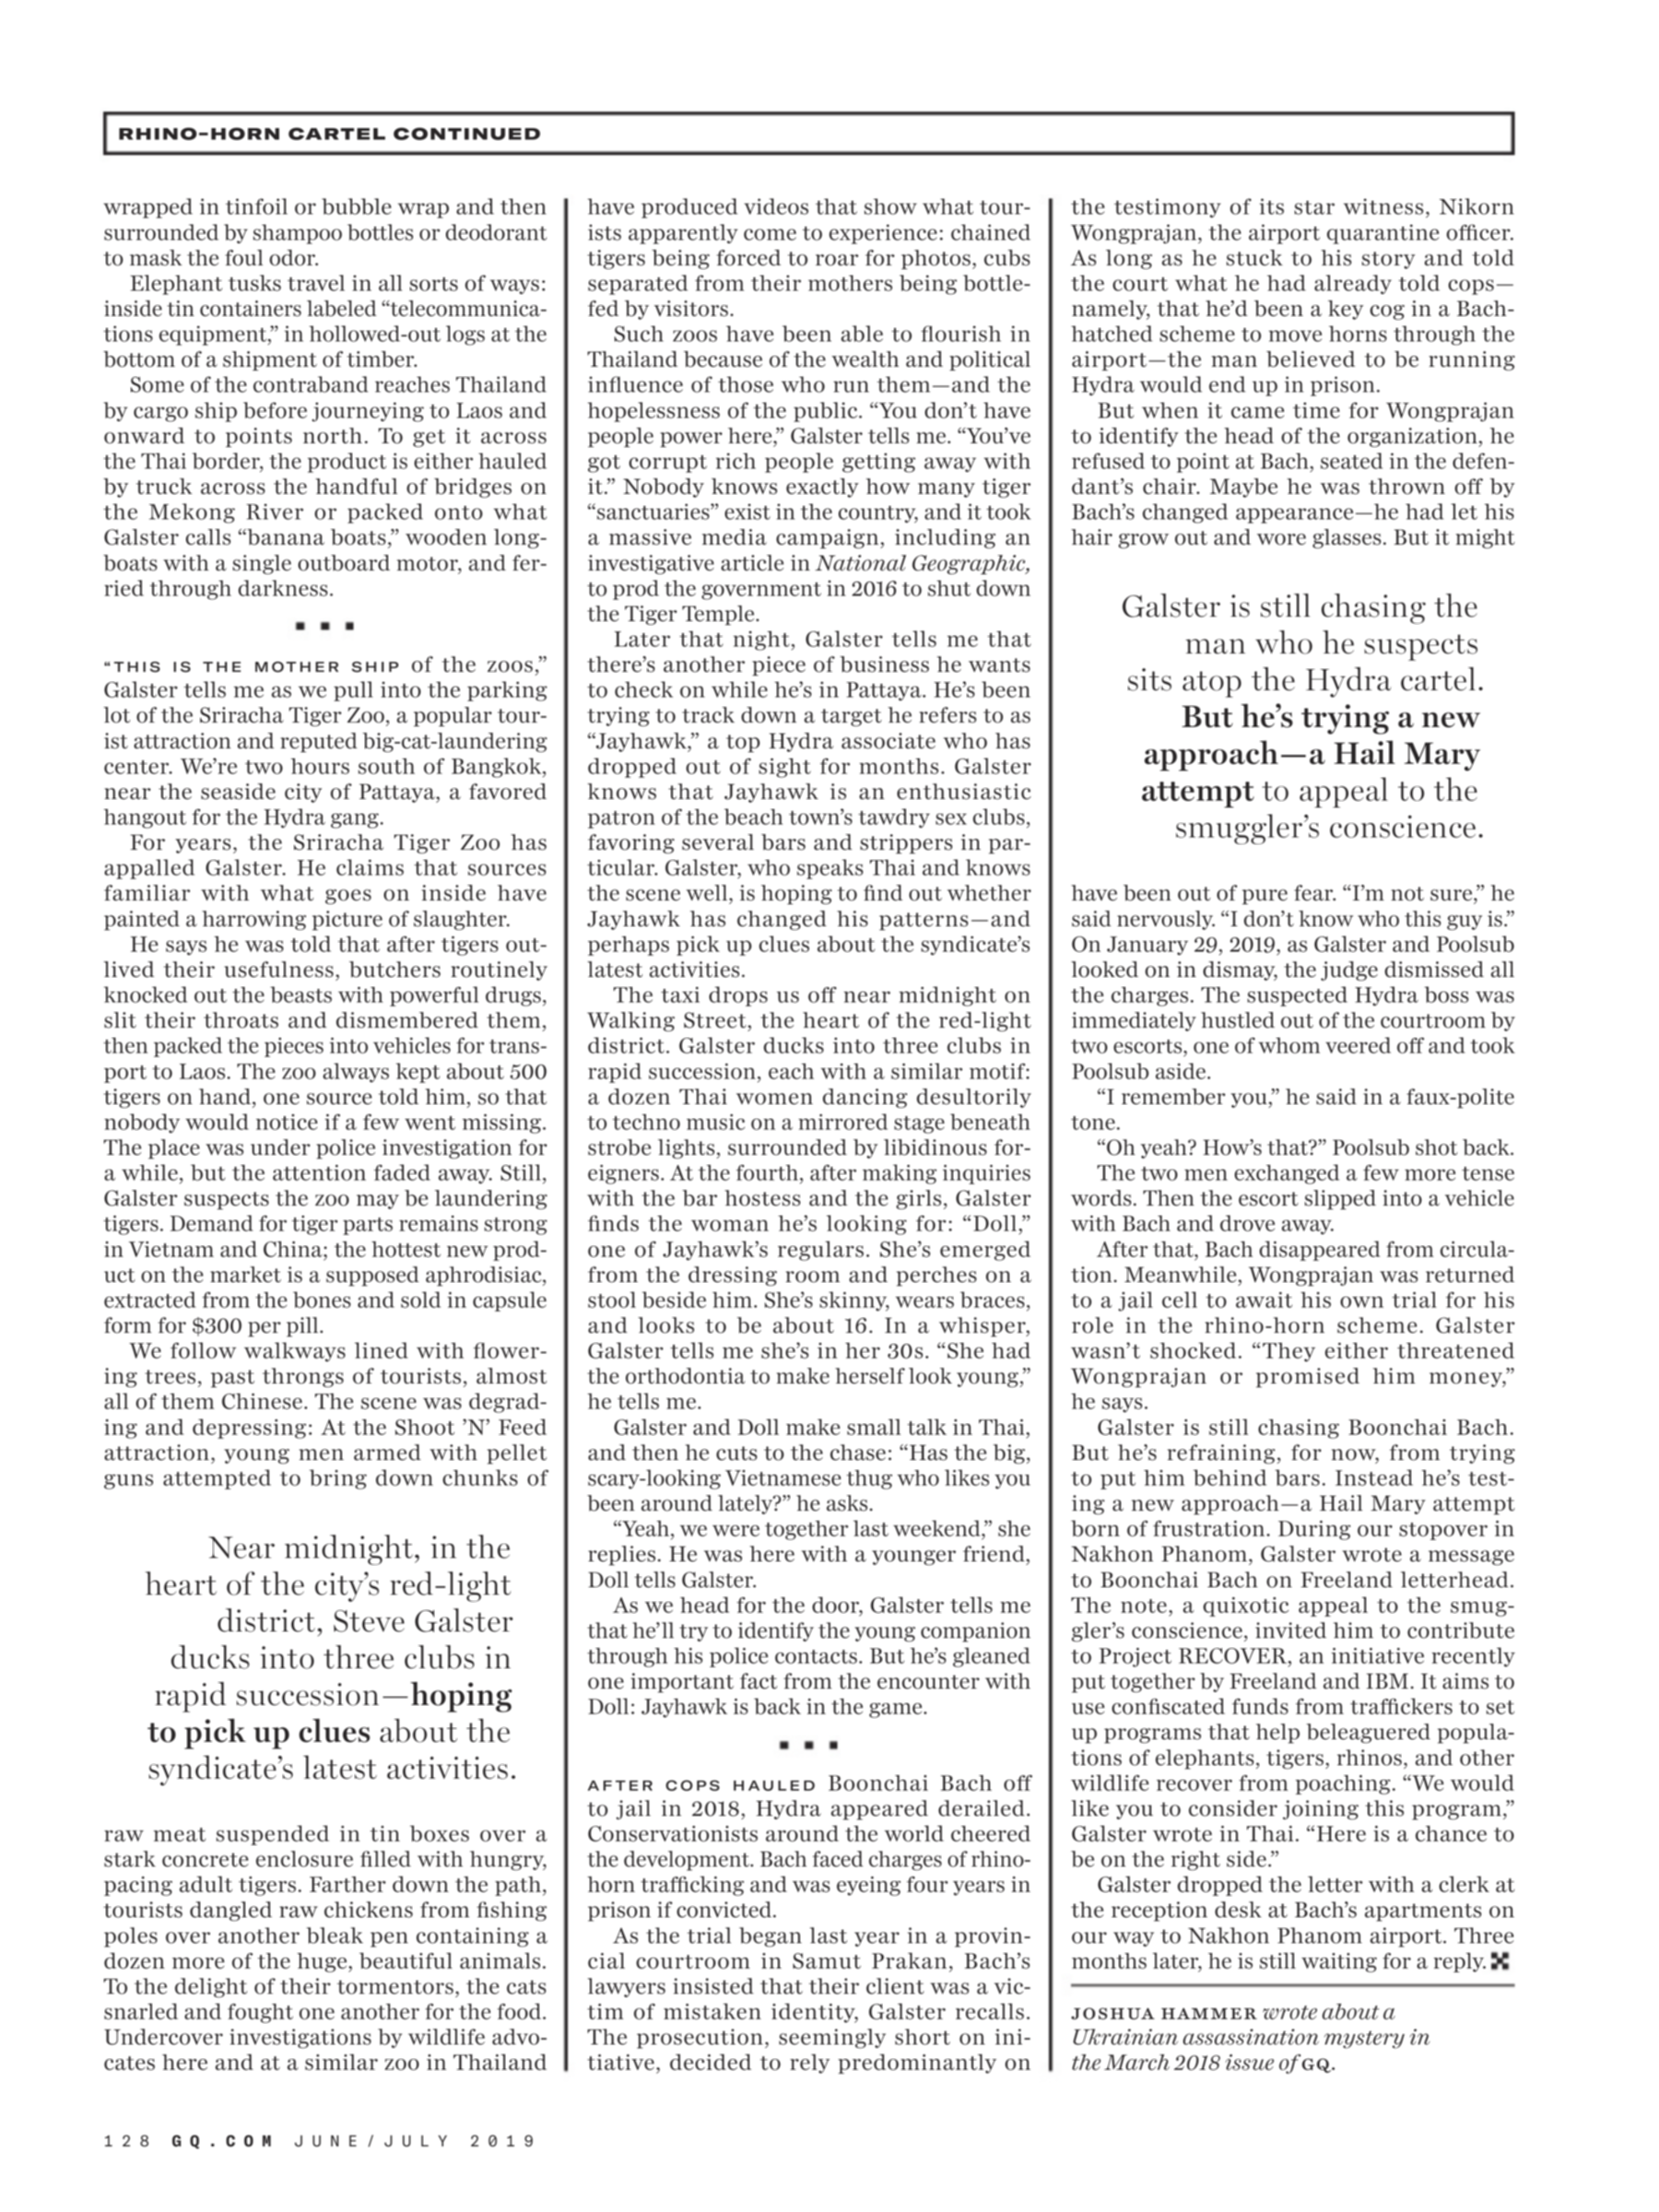 RHINO-HORN CARTEL CONTINUED
wrapped in tinfoil or bubble wrap and then
surrounded by shampoo bottles or deodorant
to mask the foul odor.
Elephant tusks travel in all sorts of ways:
inside tin containers labeled “telecommunica-
tions equipment,” in hollowed-out logs at the
bottom of a shipment of timber.
Some of the contraband reaches Thailand
by cargo ship before journeying to Laos and
onward to points north. To get it across
the Thai border, the product is either hauled
by truck across the handful of bridges on
the Mekong River or packed onto what
Galster calls “banana boats,” wooden long-
boats with a single outboard motor, and fer-
ried through darkness.
“THIS IS THE MOTHER SHIP of the zoos,”
Galster tells me as we pull into the parking
lot of the Sriracha Tiger Zoo, a popular tour-
ist attraction and reputed big-cat-laundering
center. We’re two hours south of Bangkok,
near the seaside city of Pattaya, a favored
hangout for the Hydra gang.
For years, the Sriracha Tiger Zoo has
appalled Galster. He claims that sources
familiar with what goes on inside have
painted a harrowing picture of slaughter.
He says he was told that after tigers out-
lived their usefulness, butchers routinely
knocked out the beasts with powerful drugs,
slit their throats and dismembered them,
then packed the pieces into vehicles for trans-
port to Laos. The zoo always kept about 500
tigers on hand, one source told him, so that
nobody would notice if a few went missing.
The place was under police investigation for
a while, but the attention faded away. Still,
Galster suspects the zoo may be laundering
tigers. Demand for tiger parts remains strong
in Vietnam and China; the hottest new prod-
uct on the market is a supposed aphrodisiac,
extracted from the bones and sold in capsule
form for $300 per pill.
We follow walkways lined with flower-
ing trees, past throngs of tourists, almost
all of them Chinese. The scene was degrad-
ing and depressing: At the Shoot ’N’ Feed
attraction, young men armed with pellet
guns attempted to bring down chunks of
Near midnight, in the
heart of the city’s red-light
district, Steve Galster
ducks into three clubs in
rapid succession—hoping
to pick up clues about the
syndicate’s latest activities.
raw meat suspended in tin boxes over a
stark concrete enclosure filled with hungry,
pacing adult tigers. Farther down the path,
tourists dangled raw chickens from fishing
poles over another bleak pen containing a
dozen more of the huge, beautiful animals.
To the delight of their tormentors, the cats
snarled and fought one another for the food.
Undercover investigations by wildlife advo-
cates here and at a similar zoo in Thailand
have produced videos that show what tour-
ists apparently come to experience: chained
tigers being forced to roar for photos, cubs
separated from their mothers being bottle-
fed by visitors.
Such zoos have been able to flourish in
Thailand because of the wealth and political
influence of those who run them—and the
hopelessness of the public. “You don’t have
people power here,” Galster tells me. “You’ve
got corrupt rich people getting away with
it.” Nobody knows exactly how many tiger
“sanctuaries” exist in the country, and it took
a massive media campaign, including an
investigative article in National Geographic,
to prod the government in 2016 to shut down
the Tiger Temple.
Later that night, Galster tells me that
there’s another piece of business he wants
to check on while he’s in Pattaya. He’s been
trying to track down a target he refers to as
“Jayhawk,” a top Hydra associate who has
dropped out of sight for months. Galster
knows that Jayhawk is an enthusiastic
patron of the beach town’s tawdry sex clubs,
favoring several bars and strippers in par-
ticular. Galster, who speaks Thai and knows
the scene well, is hoping to find out whether
Jayhawk has changed his patterns—and
perhaps pick up clues about the syndicate’s
latest activities.
The taxi drops us off near midnight on
Walking Street, the heart of the red-light
district. Galster ducks into three clubs in
rapid succession, each with a similar motif:
a dozen Thai women dancing desultorily
to techno music on a mirrored stage beneath
strobe lights, surrounded by libidinous for-
eigners. At the fourth, after making inquiries
with the bar hostess and the girls, Galster
finds the woman he’s looking for: “Doll,”
one of Jayhawk’s regulars. She’s emerged
from the dressing room and perches on a
stool beside him. She’s skinny, wears braces,
and looks to be about 16. In a whisper,
Galster tells me she’s in her 30s. “She had
the orthodontia to make herself look young,”
he tells me.
Galster and Doll make small talk in Thai,
and then he cuts to the chase: “Has the big,
scary-looking Vietnamese thug who likes you
been around lately?” he asks.
“Yeah, we were together last weekend,” she
replies. He was here with a younger friend,
Doll tells Galster.
As we head for the door, Galster tells me
that he’ll try to identify the young companion
through his police contacts. But he’s gleaned
one important fact from the encounter with
Doll: Jayhawk is back in the game.
AFTER COPS HAULED Boonchai Bach off
to jail in 2018, Hydra appeared derailed.
Conservationists around the world cheered
the development. Bach faced charges of rhino-
horn trafficking and was eyeing four years in
prison if convicted.
As the trial began last year in a provin-
cial courtroom in Samut Prakan, Bach’s
lawyers insisted that their client was a vic-
tim of mistaken identity, Galster recalls.
The prosecution, seemingly short on ini-
tiative, decided to rely predominantly on
the testimony of its star witness, Nikorn
Wongprajan, the airport quarantine officer.
As long as he stuck to his story and told
the court what he had already told cops—
namely, that he’d been a key cog in a Bach-
hatched scheme to move horns through the
airport—the man believed to be running
Hydra would end up in prison.
But when it came time for Wongprajan
to identify the head of the organization, he
refused to point at Bach, seated in the defen-
dant’s chair. Maybe he was thrown off by
Bach’s changed appearance—he had let his
hair grow out and wore glasses. But it might
Galster is still chasing the
man who he suspects
sits atop the Hydra cartel.
But he’s trying a new
approach—a Hail Mary
attempt to appeal to the
smuggler’s conscience.
have been out of pure fear. “I’m not sure,” he
said nervously. “I don’t know who this guy is.”
On January 29, 2019, as Galster and Poolsub
looked on in dismay, the judge dismissed all
the charges. The suspected Hydra boss was
immediately hustled out of the courtroom by
two escorts, one of whom veered off and took
Poolsub aside.
“I remember you,” he said in a faux-polite
tone.
“Oh yeah? How’s that?” Poolsub shot back.
The two men exchanged a few more tense
words. Then the escort slipped into a vehicle
with Bach and drove away.
After that, Bach disappeared from circula-
tion. Meanwhile, Wongprajan was returned
to a jail cell to await his own trial for his
role in the rhino-horn scheme. Galster
wasn’t shocked. “They either threatened
Wongprajan or promised him money,”
he says.
Galster is still chasing Boonchai Bach.
But he’s refraining, for now, from trying
to put him behind bars. Instead he’s test-
ing a new approach—a Hail Mary attempt
born of frustration. During our stopover in
Nakhon Phanom, Galster wrote a message
to Boonchai Bach on Freeland letterhead.
The note, a quixotic appeal to the smug-
gler’s conscience, invited him to contribute
to Project RECOVER, an initiative recently
put together by Freeland and IBM. It aims to
use confiscated funds from traffickers to set
up programs that help beleaguered popula-
tions of elephants, tigers, rhinos, and other
wildlife recover from poaching. “We would
like you to consider joining this program,”
Galster wrote in Thai. “Here is a chance to
be on the right side.”
Galster dropped the letter with a clerk at
the reception desk at Bach’s apartments on
our way to Nakhon Phanom airport. Three
months later, he is still waiting for a reply.
JOSHUA HAMMER wrote about a
Ukrainian assassination mystery in
the March 2018 issue of GQ.
128 GQ.COM JUNE/JULY 2019